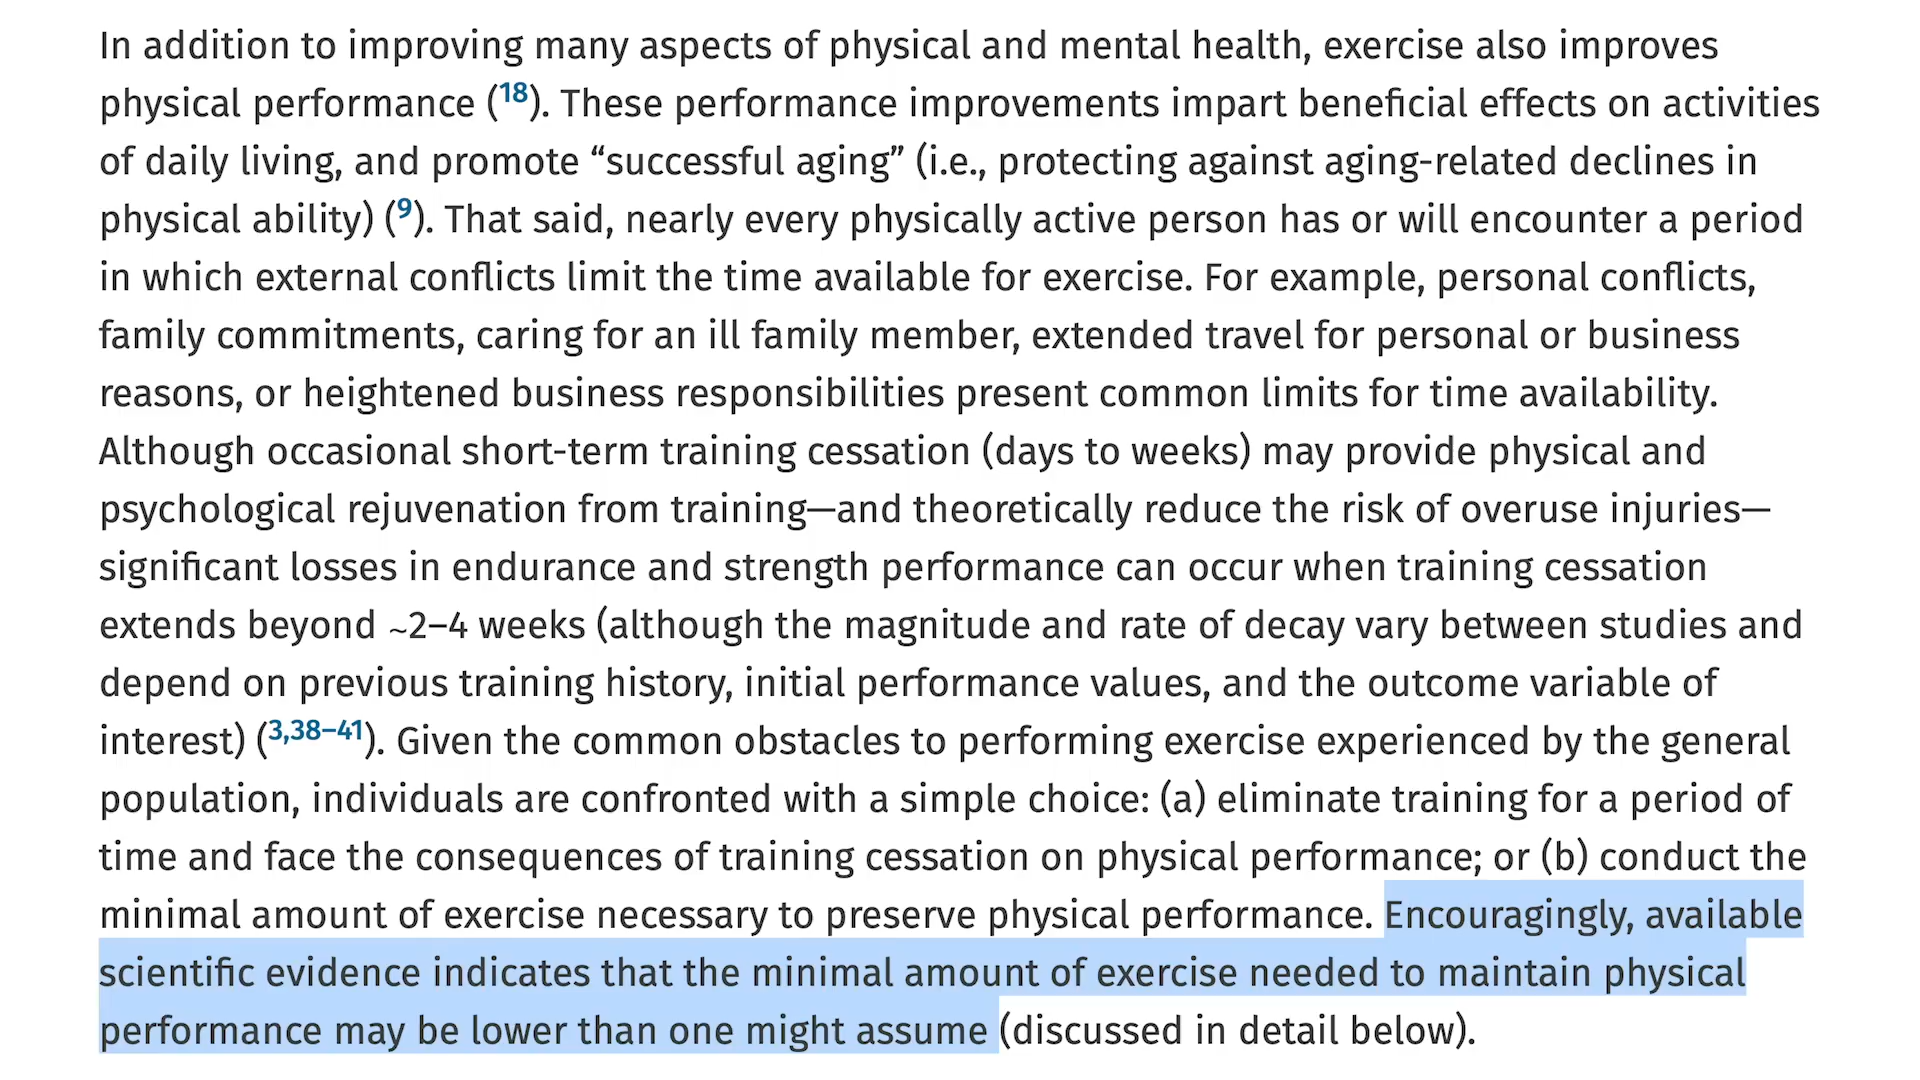 In addition to improving many aspects of physical and mental health, exercise also improves
physical performance (18). These performance improvements impart beneficial effects on activities
of daily living, and promote “successful aging” (i.e., protecting against aging-related declines in
physical ability) (9). That said, nearly every physically active person has or will encounter a period
in which external conflicts limit the time available for exercise. For example, personal conflicts,
family commitments, caring for an ill family member, extended travel for personal or business
reasons, or heightened business responsibilities present common limits for time availability.
Although occasional short-term training cessation (days to weeks) may provide physical and
psychological rejuvenation from training—and theoretically reduce the risk of overuse injuries—
significant losses in endurance and strength performance can occur when training cessation
extends beyond ~2–4 weeks (although the magnitude and rate of decay vary between studies and
depend on previous training history, initial performance values, and the outcome variable of
interest) (3,38–41). Given the common obstacles to performing exercise experienced by the general
population, individuals are confronted with a simple choice: (a) eliminate training for a period of
time and face the consequences of training cessation on physical performance; or (b) conduct the
minimal amount of exercise necessary to preserve physical performance. Encouragingly, available
scientific evidence indicates that the minimal amount of exercise needed to maintain physical
performance may be lower than one might assume (discussed in detail below).